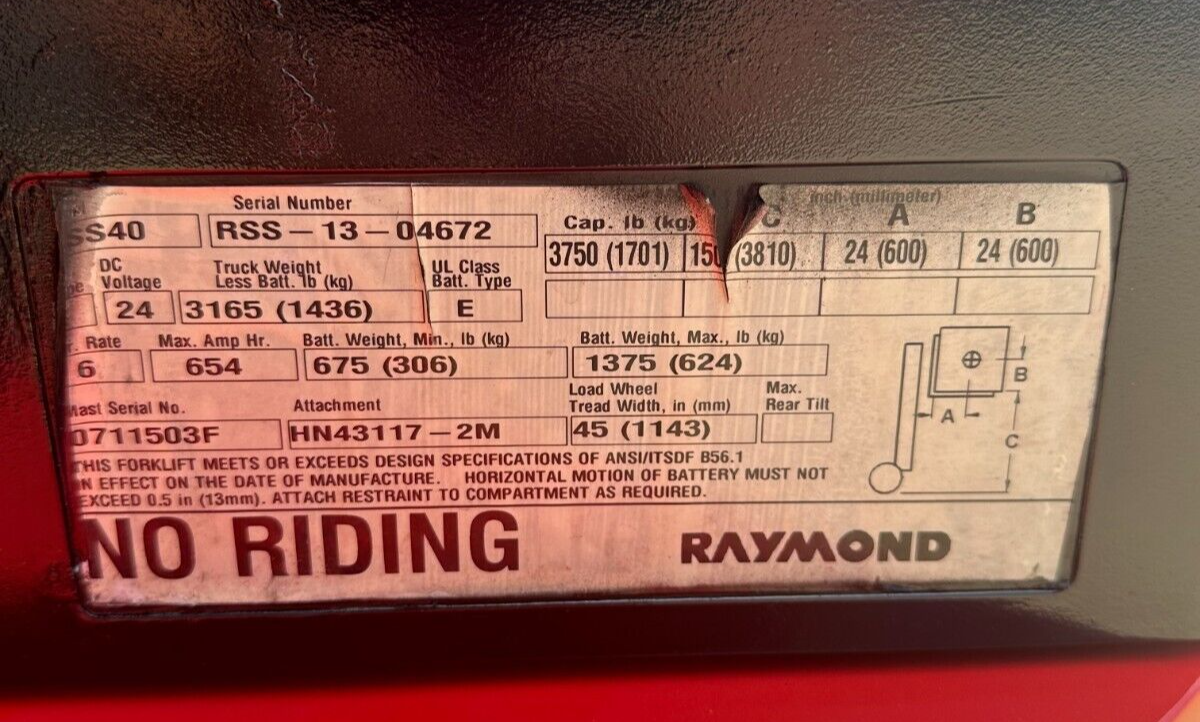 Serial Number
SS40 RSS-13-04672
Cap. lb (kg) C inch (millimeter) A B
3750 (1701) 150 (3810) 24 (600) 24 (600)
DC Voltage Truck Weight Less Batt. lb (kg) UL Class Batt. Type
24 3165 (1436) E
Rate Max. Amp Hr. Batt. Weight, Min., lb (kg) Batt. Weight, Max., lb (kg)
6 654 675 (306) 1375 (624)
Mast Serial No. Attachment Load Wheel Tread Width, in (mm) Max. Rear Tilt
0711503F HN43117-2M 45 (1143)
THIS FORKLIFT MEETS OR EXCEEDS DESIGN SPECIFICATIONS OF ANSI/ITSDF B56.1
IN EFFECT ON THE DATE OF MANUFACTURE. HORIZONTAL MOTION OF BATTERY MUST NOT
EXCEED 0.5 in (13mm). ATTACH RESTRAINT TO COMPARTMENT AS REQUIRED.
B
A
C
NO RIDING RAYMOND